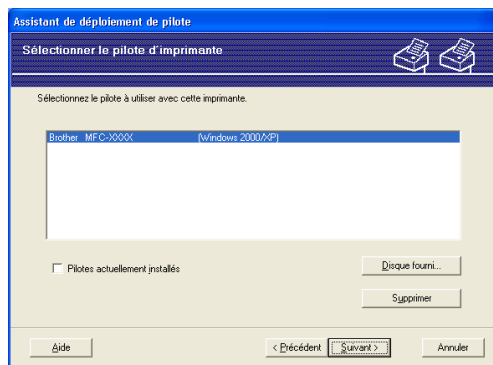 Assistant de déploiement de pilote
Sélectionner le pilote d'imprimante
Sélectionnez le pilote à utiliser avec cette imprimante.
Brother MFC-XXXX (Windows 2000/XP)
Pilotes actuellement installés
Disque fourni...
Supprimer
Aide
< Précédent
Suivant >
Annuler